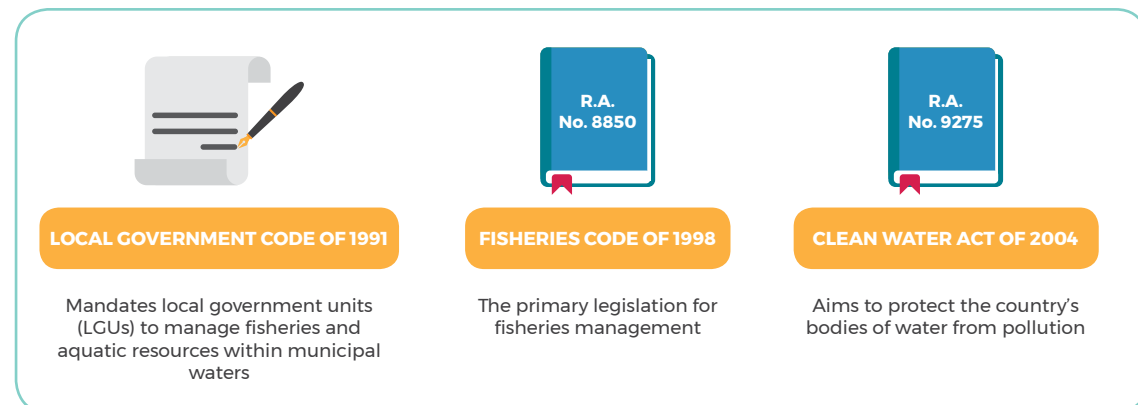 R.A.
No. 8850
R.A.
No. 9275
LOCAL GOVERNMENT CODE OF 1991
FISHERIES CODE OF 1998
CLEAN WATER ACT OF 2004
Mandates local government units
(LGUs) to manage fisheries and
aquatic resources within municipal
waters
The primary legislation for
fisheries management
Aims to protect the country’s
bodies of water from pollution